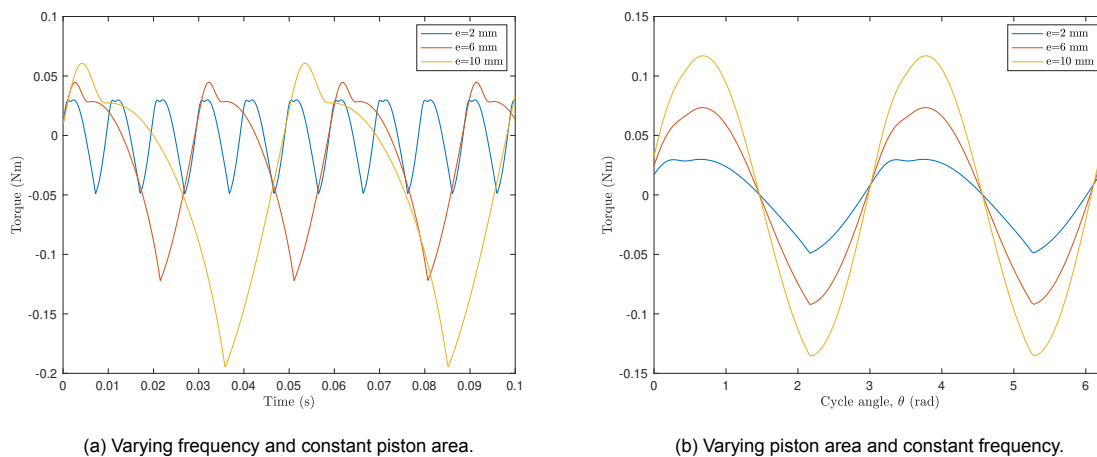 0.1
0.05
0
-0.05
-0.1
-0.15
-0.2
Torque (Nm)
0 0.01 0.02 0.03 0.04 0.05 0.06 0.07 0.08 0.09 0.1
Time (s)
e=2 mm
e=6 mm
e=10 mm
(a) Varying frequency and constant piston area.
0.15
0.1
0.05
0
-0.05
-0.1
-0.15
Torque (Nm)
0 1 2 3 4 5 6
Cycle angle, θ (rad)
e=2 mm
e=6 mm
e=10 mm
(b) Varying piston area and constant frequency.